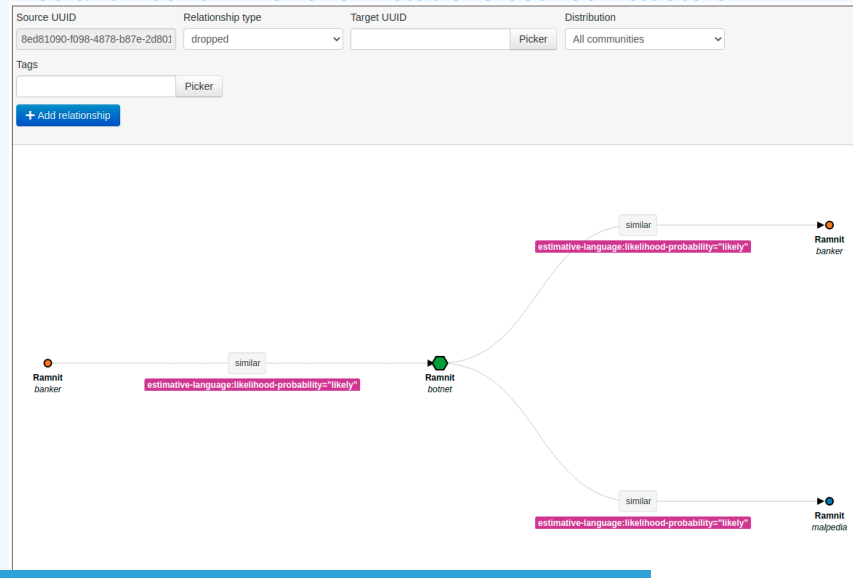 Source UUID
Relationship type
Target UUID
Distribution
8ed81090-f098-4878-b87e-2d801
dropped
Picker
All communities
Tags
Picker
Add relationship
similar
estimative-language:likelihood-probability="likely"
Ramnit
banker
similar
estimative-language:likelihood-probability="likely"
Ramnit
banker
Ramnit
botnet
similar
estimative-language:likelihood-probability="likely"
Ramnit
malpedia